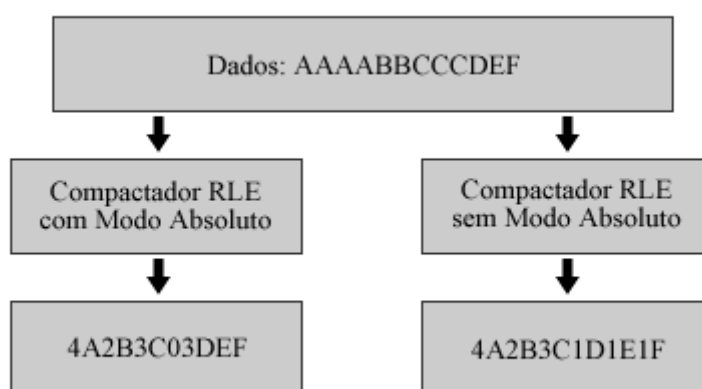 Dados: AAAABBCCCDEF
Compactador RLE
com Modo Absoluto
Compactador RLE
sem Modo Absoluto
4A2B3C03DEF
4A2B3C1D1E1F